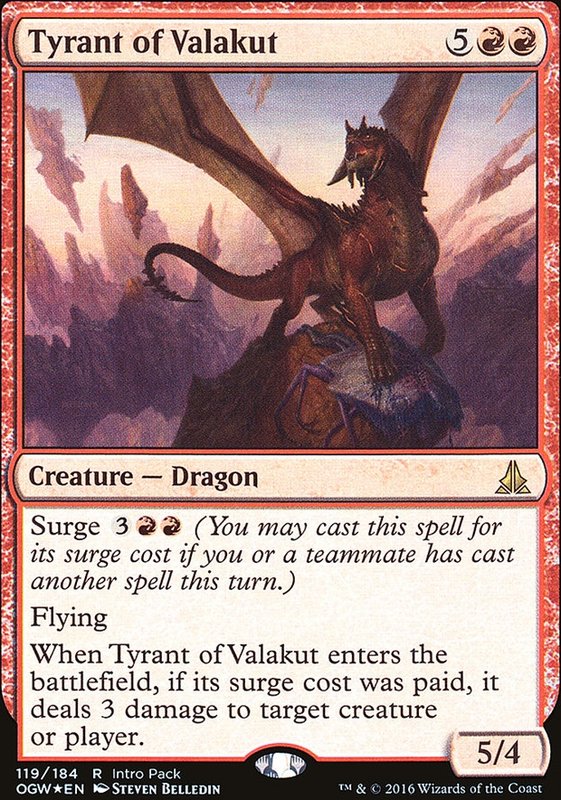 Tyrant of Valakut 5
Creature — Dragon
Surge 3 (You may cast this spell for
its surge cost if you or a teammate has cast
another spell this turn.)
Flying
When Tyrant of Valakut enters the
battlefield, if its surge cost was paid, it
deals 3 damage to target creature
or player.
5/4
119/184 R Intro Pack
OGW★EN Steven Belledin
™ & © 2016 Wizards of the Coast